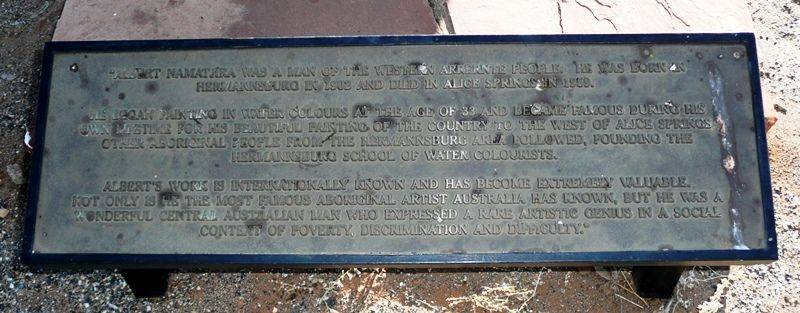 "ALBERT NAMATJIRA WAS A MAN OF THE WESTERN ARRERNTE PEOPLE. HE WAS BORN IN
HERMANNSBURG IN 1902 AND DIED IN ALICE SPRINGS IN 1959.
HE BEGAN PAINTING IN WATER COLOURS AT THE AGE OF 33 AND BECAME FAMOUS DURING HIS
OWN LIFETIME FOR HIS BEAUTIFUL PAINTING OF THE COUNTRY TO THE WEST OF ALICE SPRINGS.
OTHER ABORIGINAL PEOPLE FROM THE HERMANNSBURG AREA FOLLOWED, FOUNDING THE
HERMANNSBURG SCHOOL OF WATER COLOURISTS.
ALBERT'S WORK IS INTERNATIONALLY KNOWN AND HAS BECOME EXTREMELY VALUABLE.
NOT ONLY IS HE THE MOST FAMOUS ABORIGINAL ARTIST AUSTRALIA HAS KNOWN, BUT HE WAS A
WONDERFUL CENTRAL AUSTRALIAN MAN WHO EXPRESSED A RARE ARTISTIC GENIUS IN A SOCIAL
CONTEXT OF POVERTY, DISCRIMINATION AND DIFFICULTY."